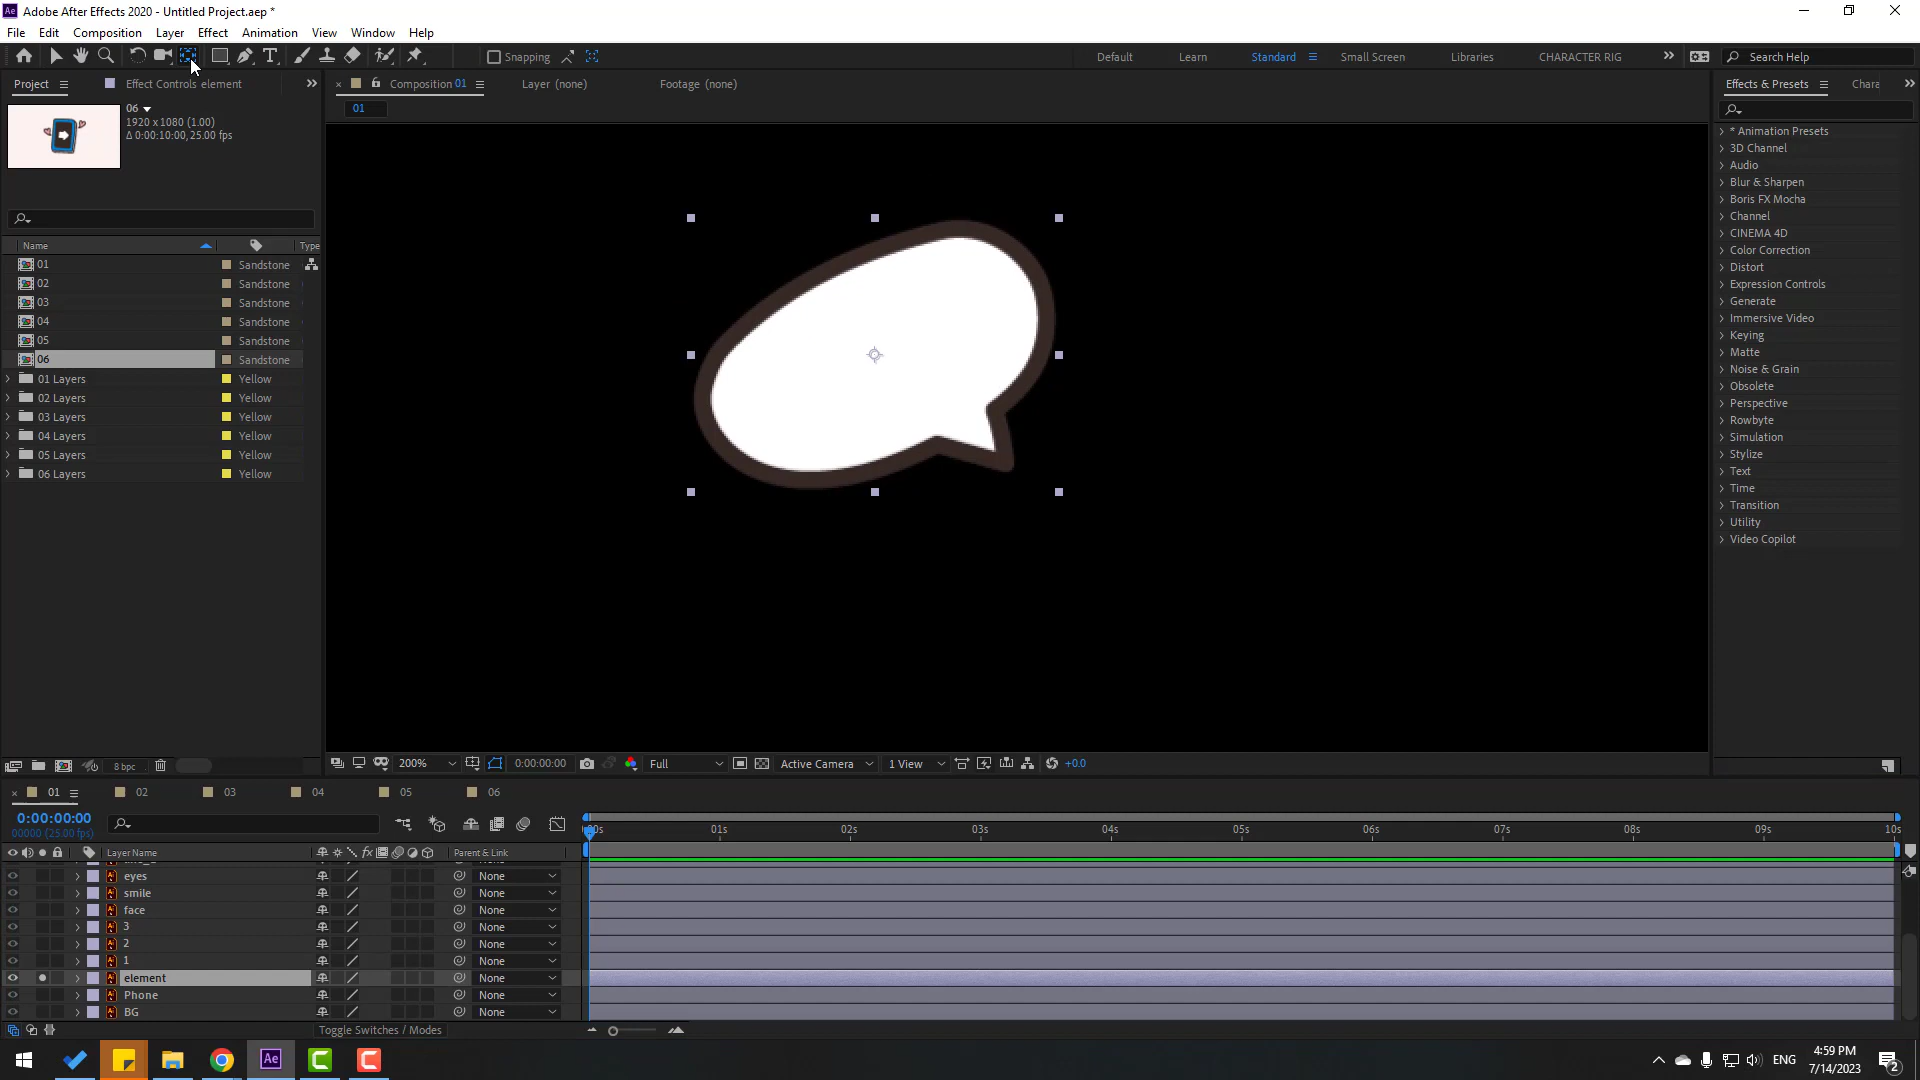 Adobe After Effects 2020 - Untitled Project.aep *
File Edit Composition Layer Effect Animation View Window Help
Snapping
Default Learn Standard Small Screen Libraries CHARACTER RIG Search Help
Project Effect Controls element
Composition 01 Layer (none) Footage (none)
01
06
1920 x 1080 (1.00)
Δ 0:00:10:00, 25.00 fps
Name Type
01 Sandstone
02 Sandstone
03 Sandstone
04 Sandstone
05 Sandstone
06 Sandstone
01 Layers Yellow
02 Layers Yellow
03 Layers Yellow
04 Layers Yellow
05 Layers Yellow
06 Layers Yellow
8 bpc
200% 0:00:00:00 Full Active Camera 1 View +0.0
Effects & Presets Chara
* Animation Presets
3D Channel
Audio
Blur & Sharpen
Boris FX Mocha
Channel
CINEMA 4D
Color Correction
Distort
Expression Controls
Generate
Immersive Video
Keying
Matte
Noise & Grain
Obsolete
Perspective
Rowbyte
Simulation
Stylize
Text
Time
Transition
Utility
Video Copilot
01 02 03 04 05 06
0:00:00:00
00000 (25.00 fps)
00s 01s 02s 03s 04s 05s 06s 07s 08s 09s 10s
Layer Name Parent & Link
eyes None
smile None
face None
3 None
2 None
1 None
element None
Phone None
BG None
Toggle Switches / Modes
ENG 4:59 PM
7/14/2023
2